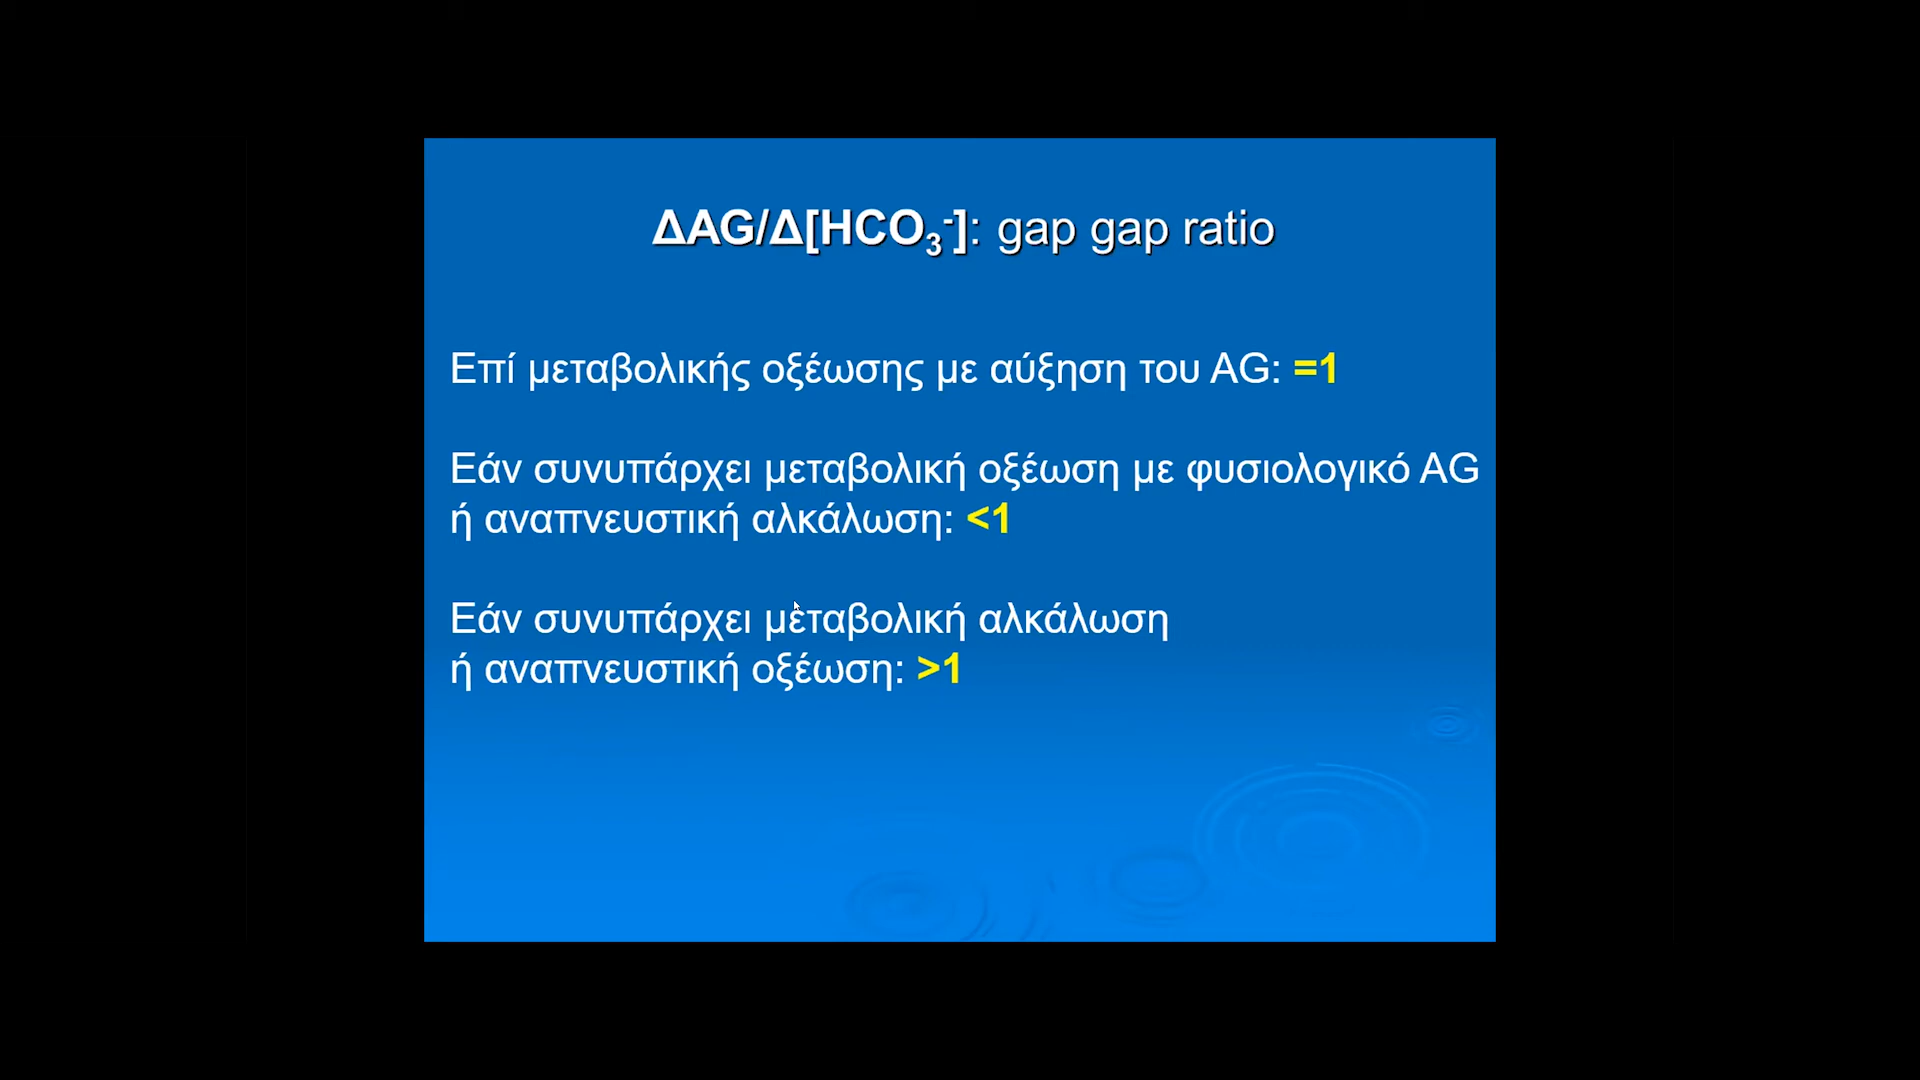 ΔAG/Δ[HCO₃⁻]: gap gap ratio
Επί μεταβολικής οξέωσης με αύξηση του AG: =1
Εάν συνυπάρχει μεταβολική οξέωση με φυσιολογικό AG
ή αναπνευστική αλκάλωση: <1
Εάν συνυπάρχει μεταβολική αλκάλωση
ή αναπνευστική οξέωση: >1